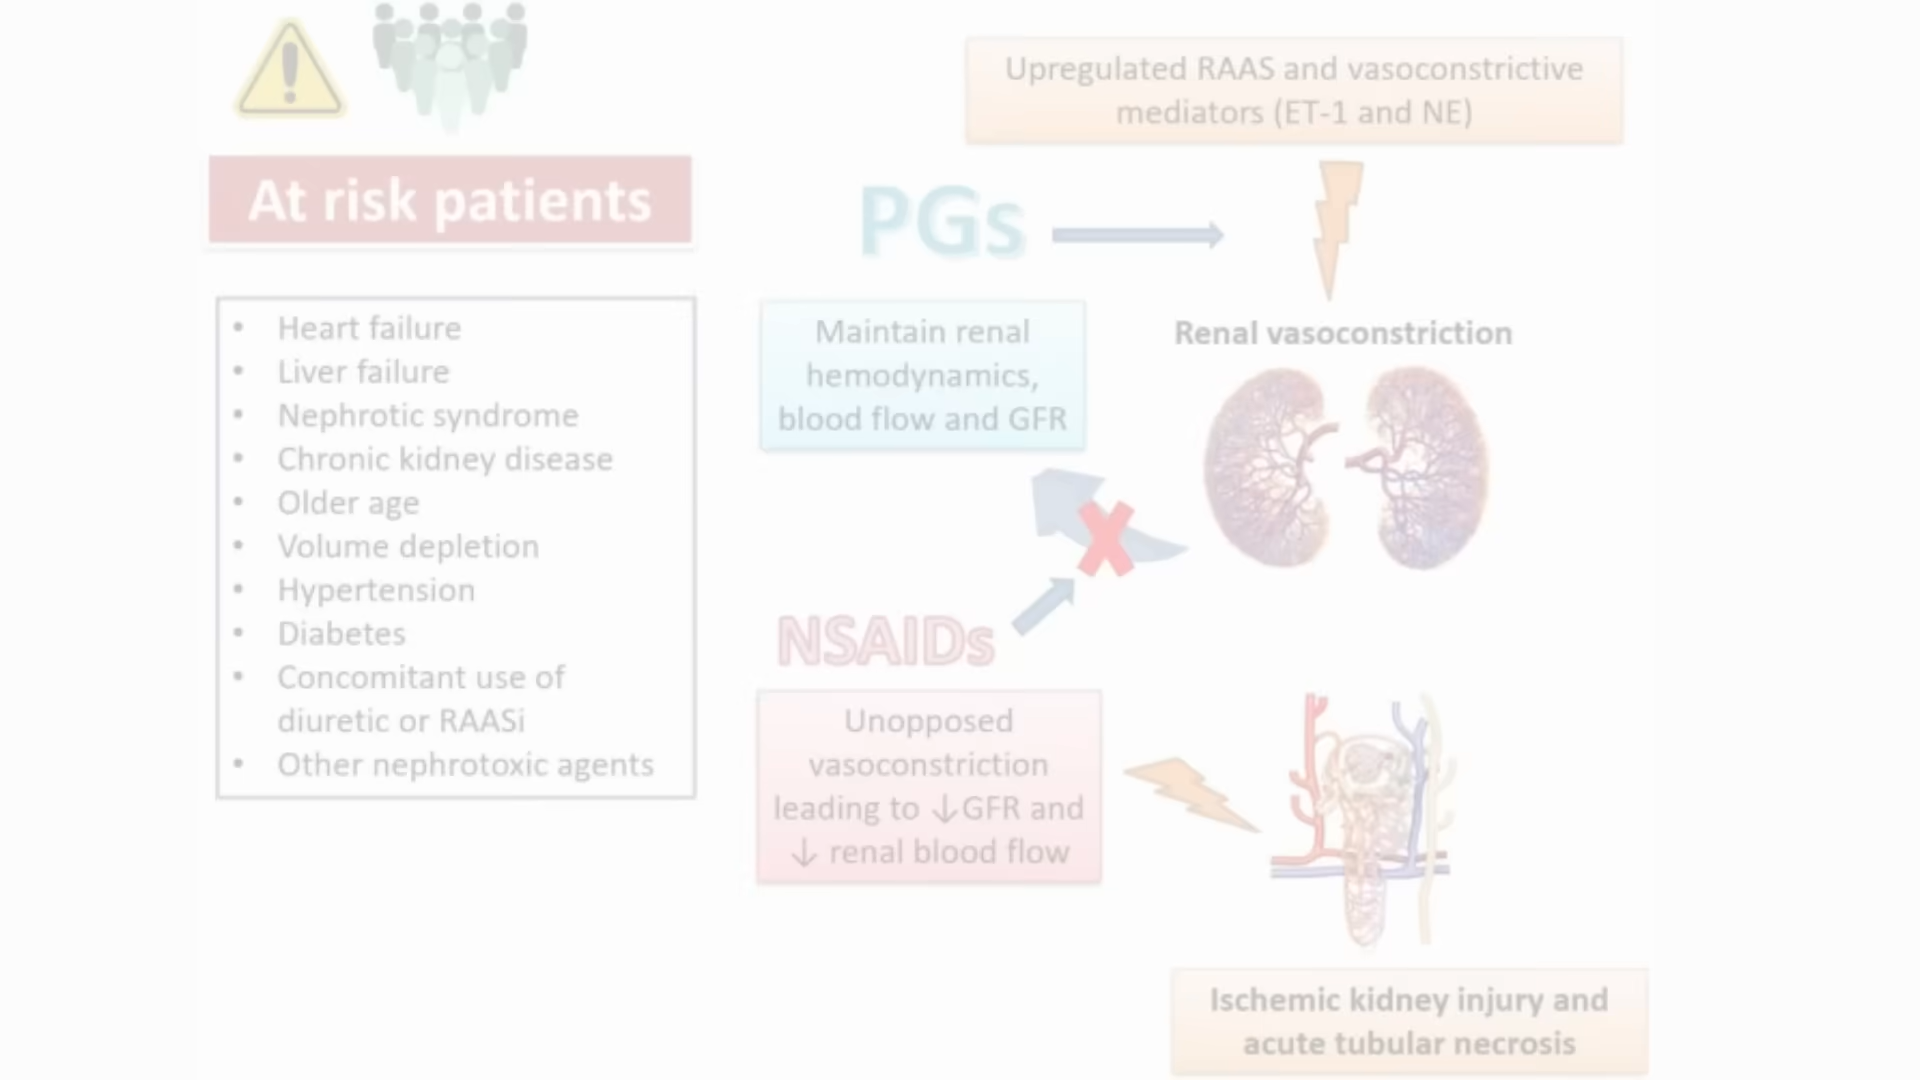 At risk patients
• Heart failure
• Liver failure
• Nephrotic syndrome
• Chronic kidney disease
• Older age
• Volume depletion
• Hypertension
• Diabetes
• Concomitant use of
diuretic or RAASi
• Other nephrotoxic agents
Upregulated RAAS and vasoconstrictive
mediators (ET-1 and NE)
PGs
Maintain renal
hemodynamics,
blood flow and GFR
Renal vasoconstriction
NSAIDs
Unopposed
vasoconstriction
leading to ↓GFR and
↓ renal blood flow
Ischemic kidney injury and
acute tubular necrosis